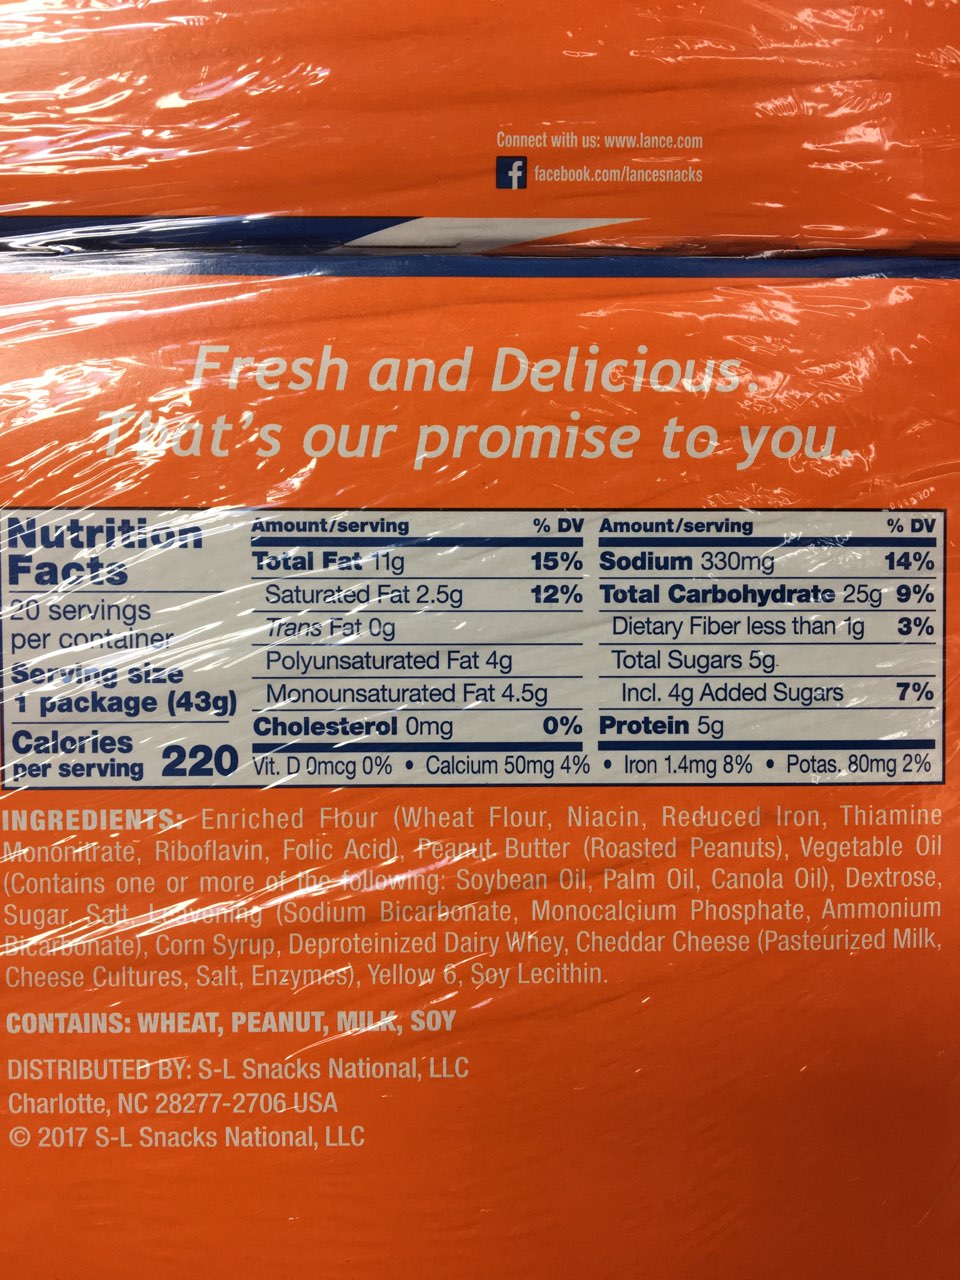 Connect with us: www.lance.com
f facebook.com/lancesnacks
Fresh and Delicious.
That's our promise to you.
Nutrition
Facts
20 servings
per container
Serving size
1 package (43g)
Calories
per serving 220
Amount/serving % DV
Total Fat 11g 15%
Saturated Fat 2.5g 12%
Trans Fat 0g
Polyunsaturated Fat 4g
Monounsaturated Fat 4.5g
Cholesterol 0mg 0%
Amount/serving % DV
Sodium 330mg 14%
Total Carbohydrate 25g 9%
Dietary Fiber less than 1g 3%
Total Sugars 5g
Incl. 4g Added Sugars 7%
Protein 5g
Vit. D 0mcg 0% • Calcium 50mg 4% • Iron 1.4mg 8% • Potas. 80mg 2%
INGREDIENTS: Enriched Flour (Wheat Flour, Niacin, Reduced Iron, Thiamine
Mononitrate, Riboflavin, Folic Acid), Peanut Butter (Roasted Peanuts), Vegetable Oil
(Contains one or more of the following: Soybean Oil, Palm Oil, Canola Oil), Dextrose,
Sugar, Salt, Leavening (Sodium Bicarbonate, Monocalcium Phosphate, Ammonium
Bicarbonate), Corn Syrup, Deproteinized Dairy Whey, Cheddar Cheese (Pasteurized Milk,
Cheese Cultures, Salt, Enzymes), Yellow 6, Soy Lecithin.
CONTAINS: WHEAT, PEANUT, MILK, SOY
DISTRIBUTED BY: S-L Snacks National, LLC
Charlotte, NC 28277-2706 USA
© 2017 S-L Snacks National, LLC